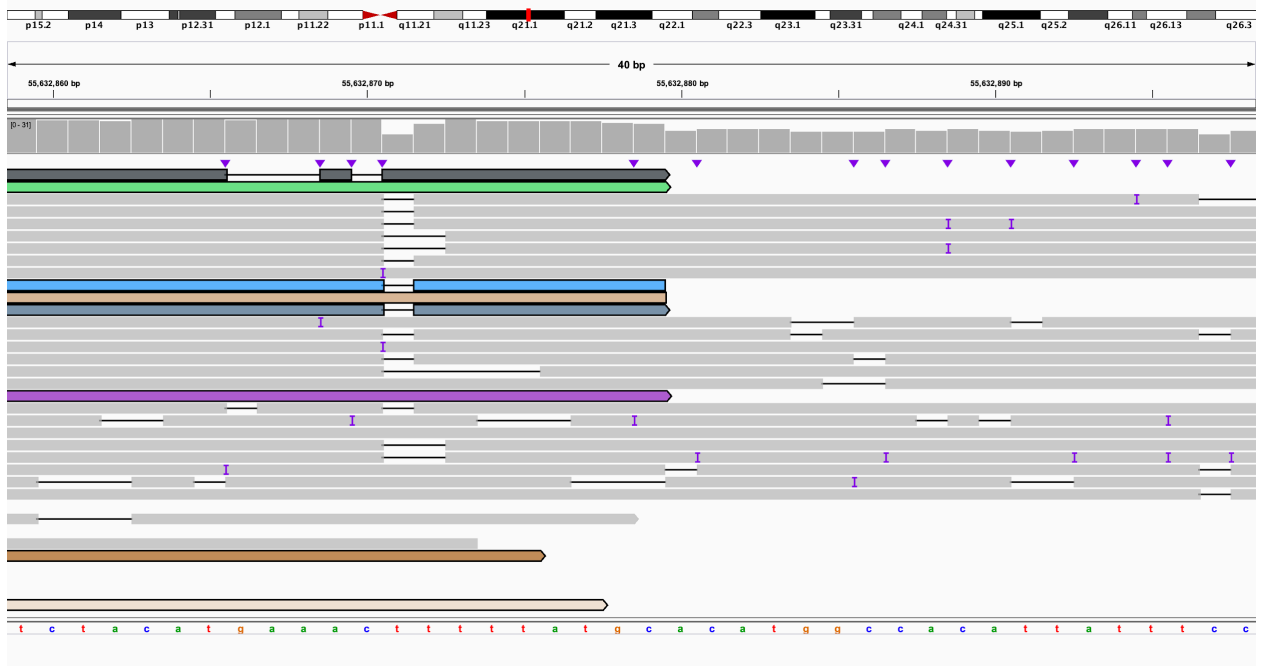 p15.2 p14 p13 p12.31 p12.1 p11.22 p11.1 q11.21 q11.23 q21.1 q21.2 q21.3 q22.1 q22.3 q23.1 q23.31 q24.1 q24.31 q25.1 q25.2 q26.11 q26.13 q26.3
40 bp
55,632,860 bp 55,632,870 bp 55,632,880 bp 55,632,890 bp
[0 - 31]
I
I I
I
I
I
I
I I I
I I I I I
I
I
t c t a c a t g a a a c t t t t t a t g c a c a t g g c c a c a t t a t t t c c